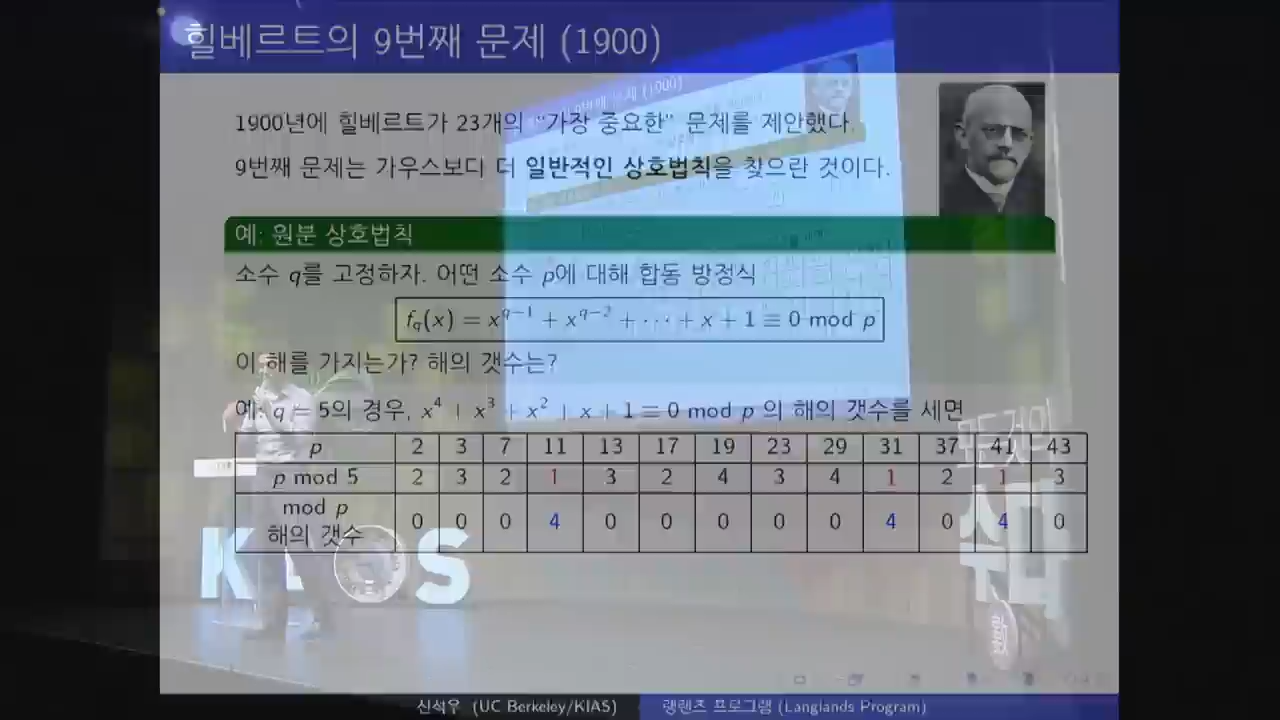 힐베르트의 9번째 문제 (1900)
1900년에 힐베르트가 23개의 "가장 중요한" 문제를 제안했다.
9번째 문제는 가우스보다 더 일반적인 상호법칙을 찾으란 것이다.
예: 원분 상호법칙
소수 q를 고정하자. 어떤 소수 p에 대해 합동 방정식
f_q(x) = x^{q−1} + x^{q−2} + ··· + x + 1 ≡ 0 mod p
이 해를 가지는가? 해의 갯수는?
예: q = 5의 경우, x^4 + x^3 + x^2 + x + 1 ≡ 0 mod p 의 해의 갯수를 세면
p 2 3 7 11 13 17 19 23 29 31 37 41 43
p mod 5 2 3 2 1 3 2 4 3 4 1 2 1 3
mod p
해의 갯수 0 0 0 4 0 0 0 0 0 4 0 4 0
모든것의
수학
KIAS
신석우 (UC Berkeley/KIAS) 랭랜즈 프로그램 (Langlands Program)